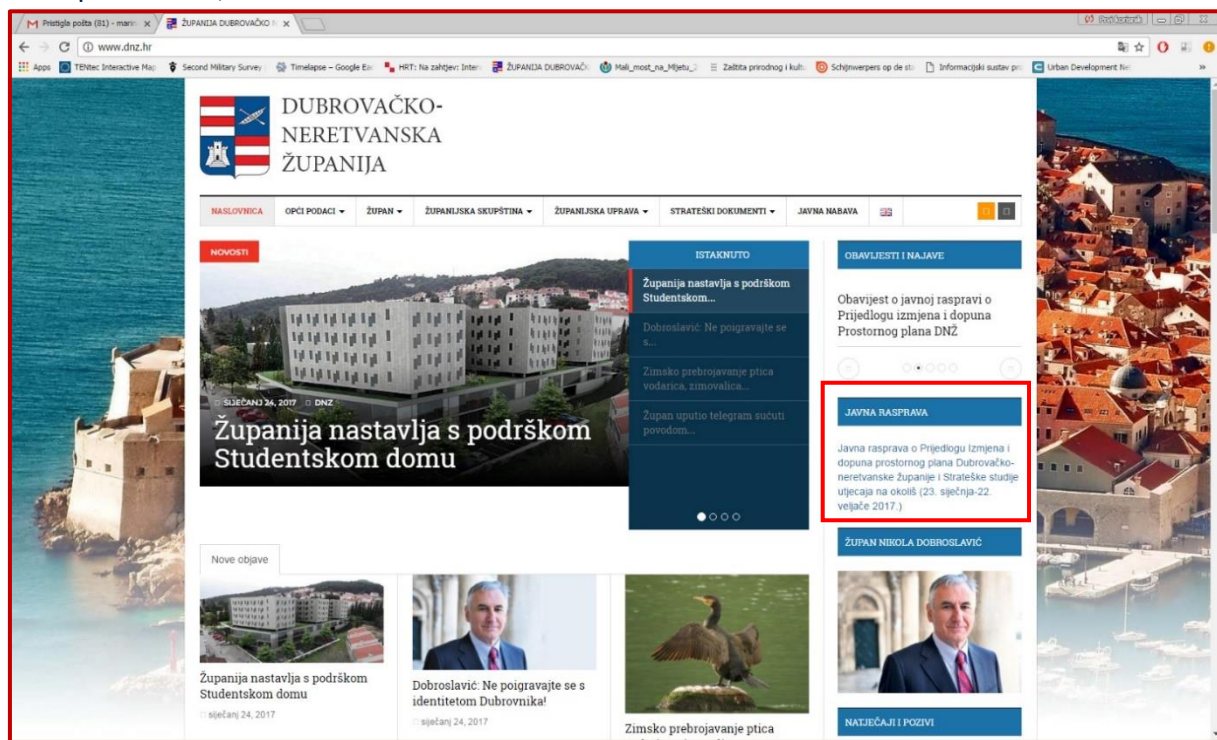 Pristigla pošta (81) - marin
ŽUPANIJA DUBROVAČKO N
www.dnz.hr
Apps
TENtec Interactive Map
Second Military Survey
Timelapse – Google Ear
HRT: Na zahtjev: Intern
ŽUPANIJA DUBROVAČK
Mali_most_na_Mljetu_2
Zaštita prirodnog i kult
Schijnwerpers op de sta
Informacijski sustav pro
Urban Development Net
»
DUBROVAČKO-
NERETVANSKA
ŽUPANIJA
NASLOVNICA
OPĆI PODACI
ŽUPAN
ŽUPANIJSKA SKUPŠTINA
ŽUPANIJSKA UPRAVA
STRATEŠKI DOKUMENTI
JAVNA NABAVA
NOVOSTI
SIJEČANJ 24, 2017 DNZ
Županija nastavlja s podrškom
Studentskom domu
ISTAKNUTO
Županija nastavlja s podrškom
Studentskom...
Dobroslavić: Ne poigravajte se
s...
Zimsko prebrojavanje ptica
vodarica, zimovalica...
Župan uputio telegram sućuti
povodom...
OBAVIJESTI I NAJAVE
Obavijest o javnoj raspravi o
Prijedlogu izmjena i dopuna
Prostornog plana DNŽ
JAVNA RASPRAVA
Javna rasprava o Prijedlogu Izmjena i
dopuna prostornog plana Dubrovačko-
neretvanske županije i Strateške studije
utjecaja na okoliš (23. siječnja-22.
veljače 2017.)
ŽUPAN NIKOLA DOBROSLAVIĆ
Nove objave
Županija nastavlja s podrškom
Studentskom domu
siječanj 24, 2017
Dobroslavić: Ne poigravajte se s
identitetom Dubrovnika!
siječanj 24, 2017
Zimsko prebrojavanje ptica
NATJEČAJI I POZIVI